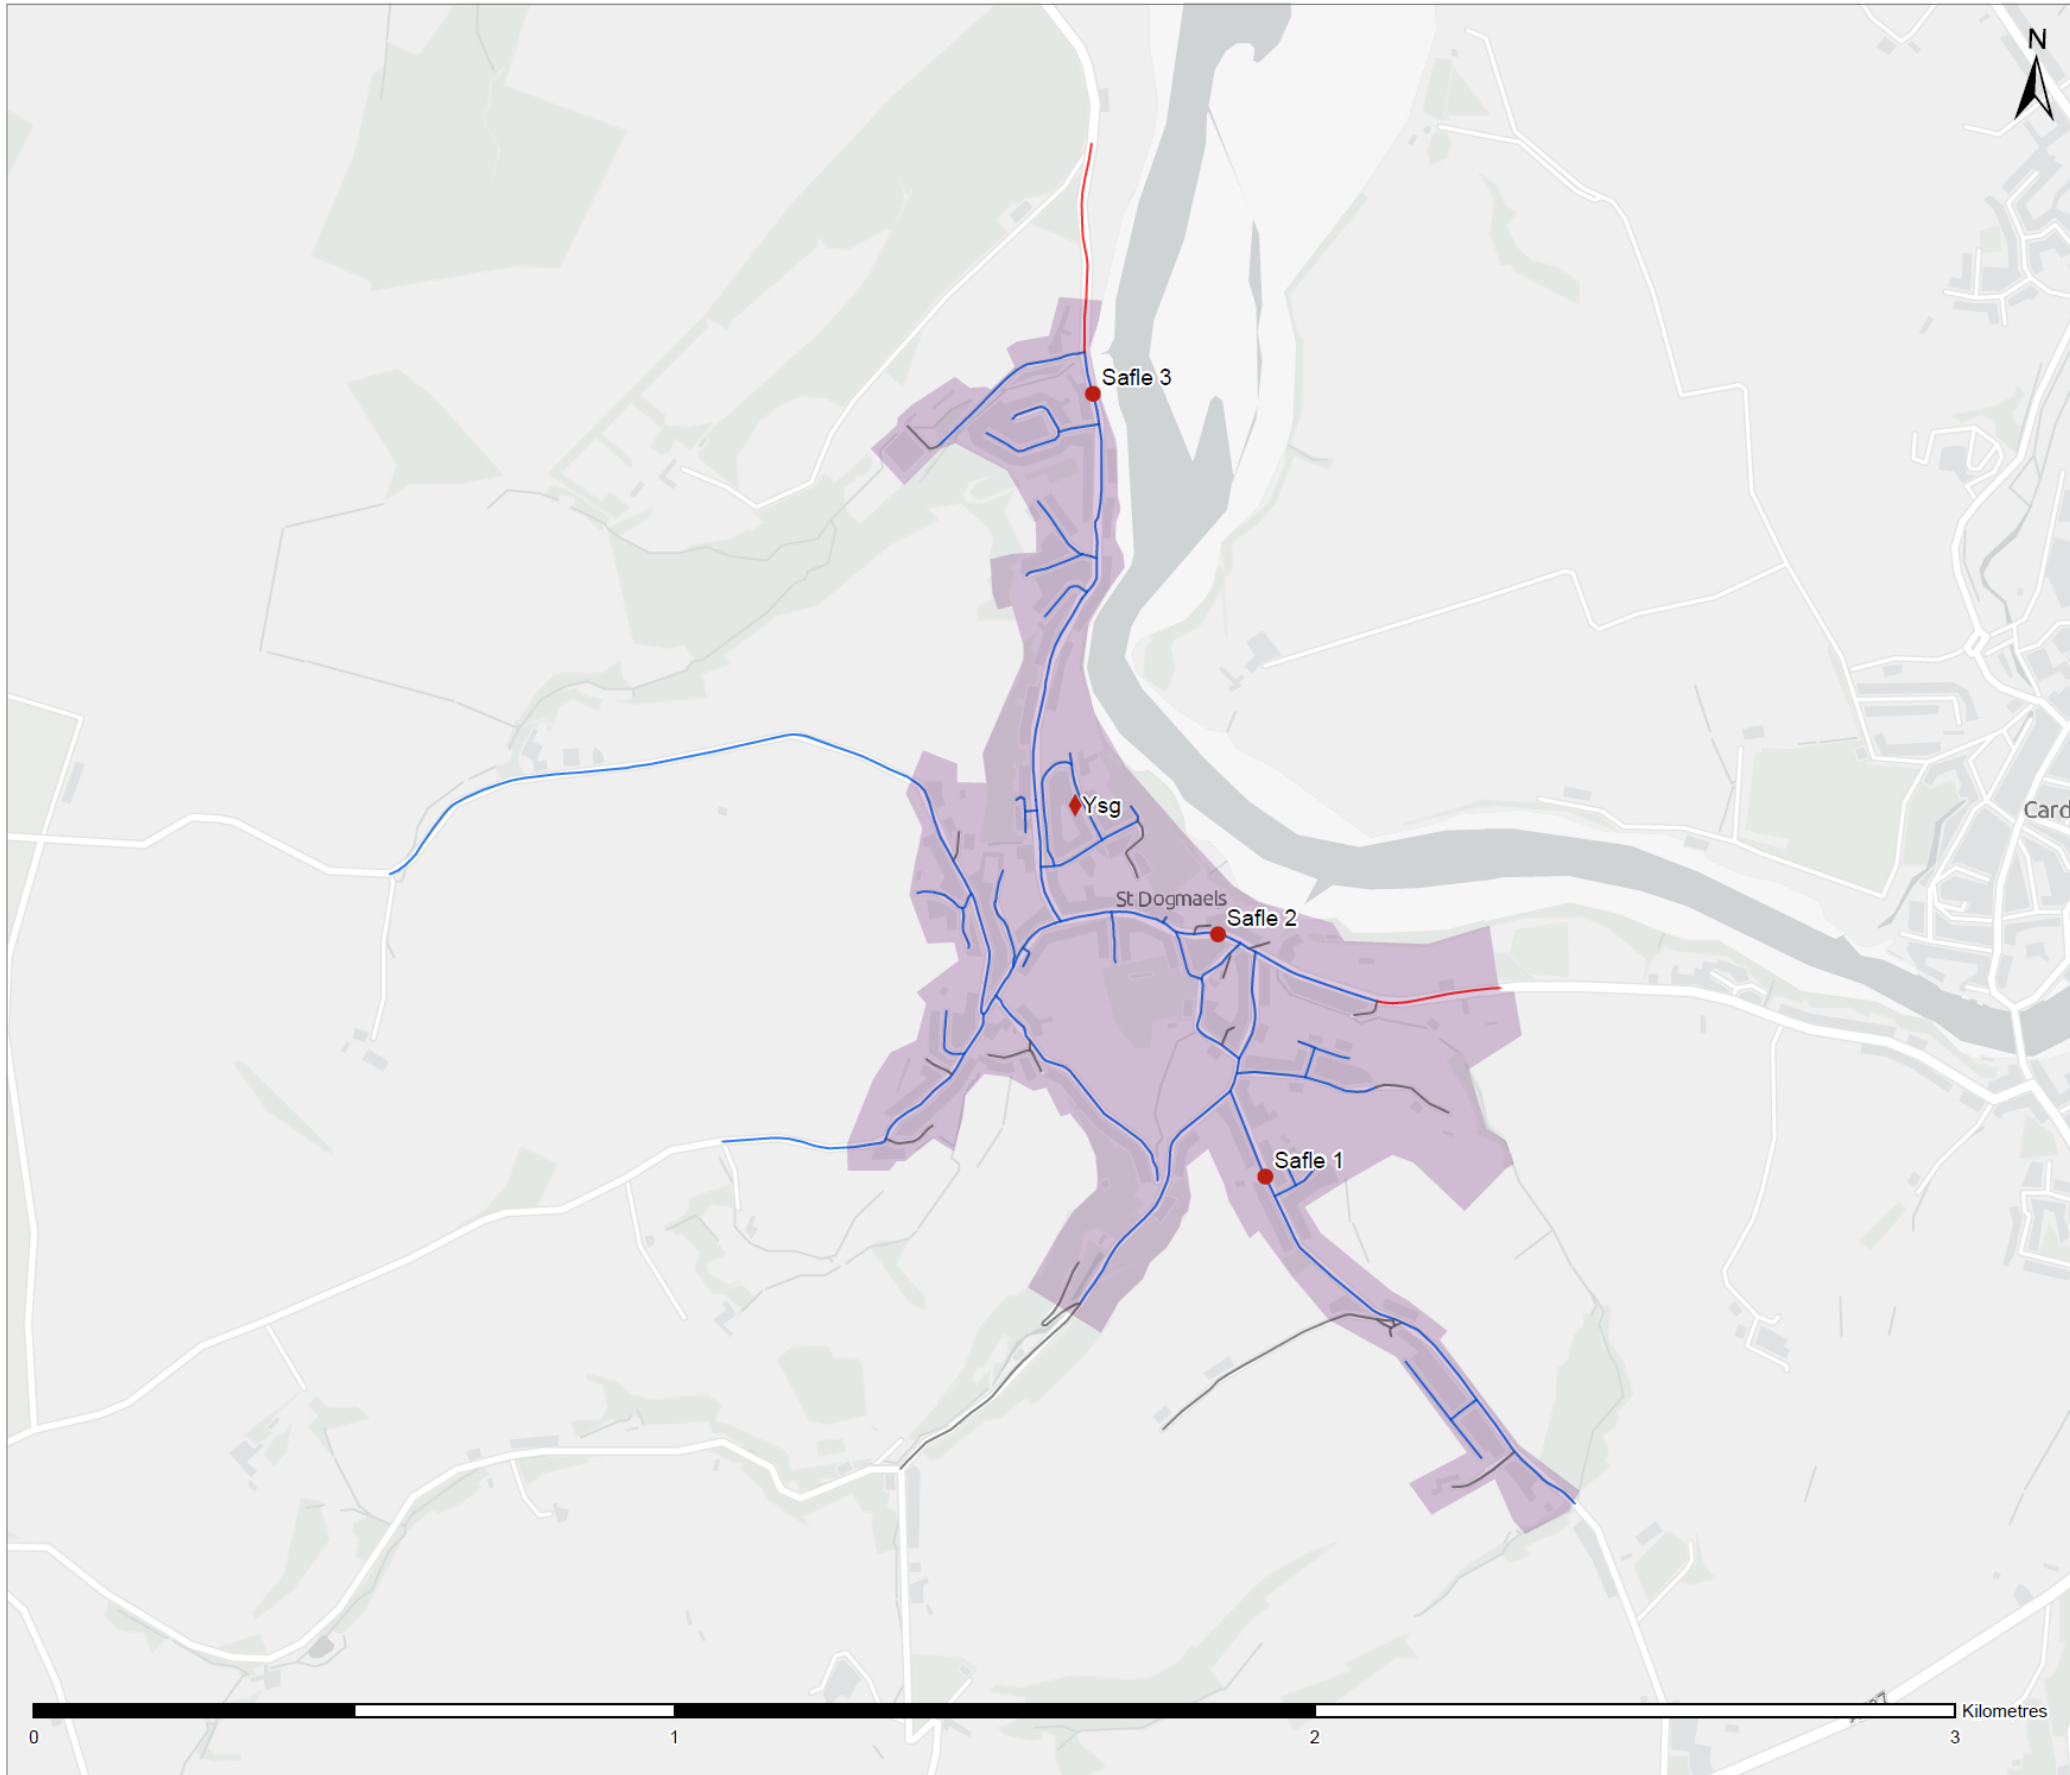 N
Safle 3
Ysg
St Dogmaels
Safle 2
Card
Safle 1
Kilometres
0 1 2 3